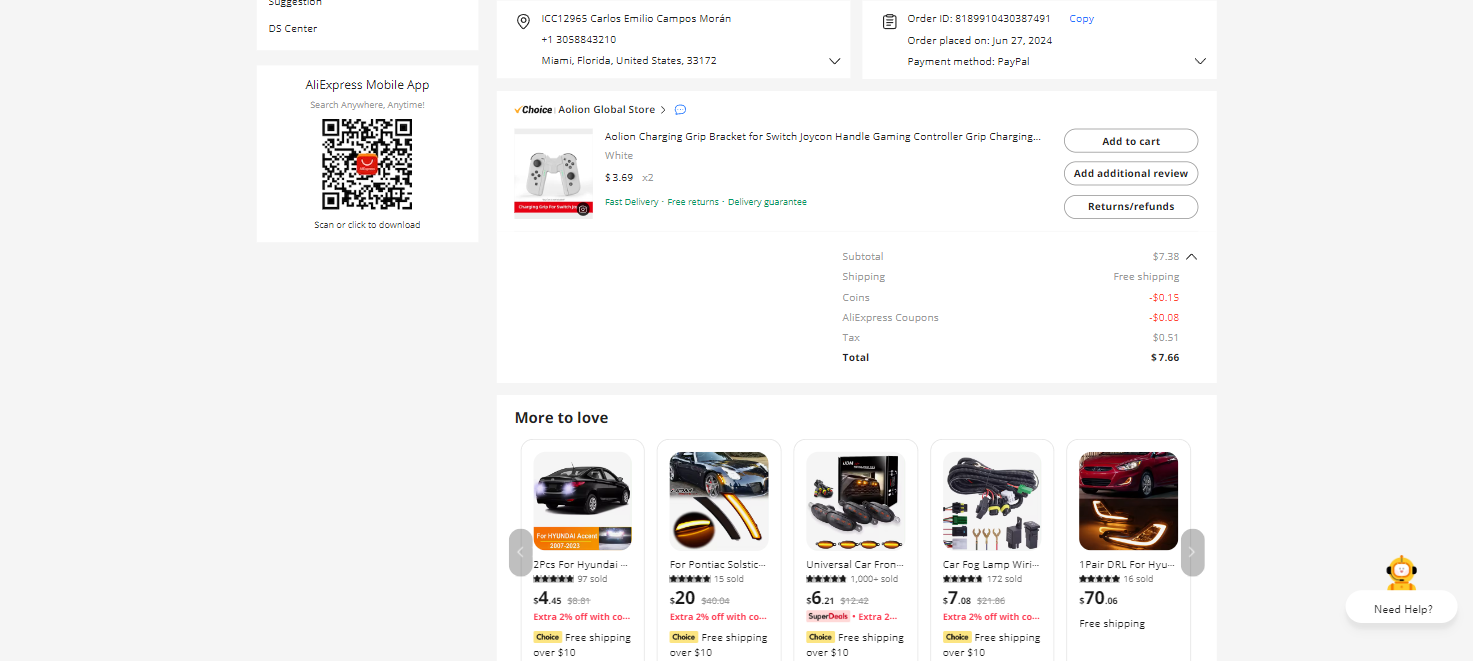 Suggestion
DS Center
AliExpress Mobile App
Search Anywhere, Anytime!
Scan or click to download
ICC12965 Carlos Emilio Campos Morán
+1 3058843210
Miami, Florida, United States, 33172
Order ID: 8189910430387491 Copy
Order placed on: Jun 27, 2024
Payment method: PayPal
Choice Aolion Global Store >
Aolion Charging Grip Bracket for Switch Joycon Handle Gaming Controller Grip Charging...
White
$3.69 x2
Fast Delivery · Free returns · Delivery guarantee
Charging Grip For Switch
Add to cart
Add additional review
Returns/refunds
Subtotal $7.38
Shipping Free shipping
Coins -$0.15
AliExpress Coupons -$0.08
Tax $0.51
Total $7.66
More to love
For HYUNDAI Accent
2007-2023
2Pcs For Hyundai ...
97 sold
$4.45 $8.81
Extra 2% off with co...
Choice Free shipping
over $10
For Pontiac Solstic...
15 sold
$20 $40.04
Extra 2% off with co...
Choice Free shipping
over $10
Universal Car Fron...
1,000+ sold
$6.21 $12.42
SuperDeals • Extra 2...
Choice Free shipping
over $10
Car Fog Lamp Wiri...
172 sold
$7.08 $21.86
Extra 2% off with co...
Choice Free shipping
over $10
1Pair DRL For Hyu...
16 sold
$70.06
Free shipping
Need Help?